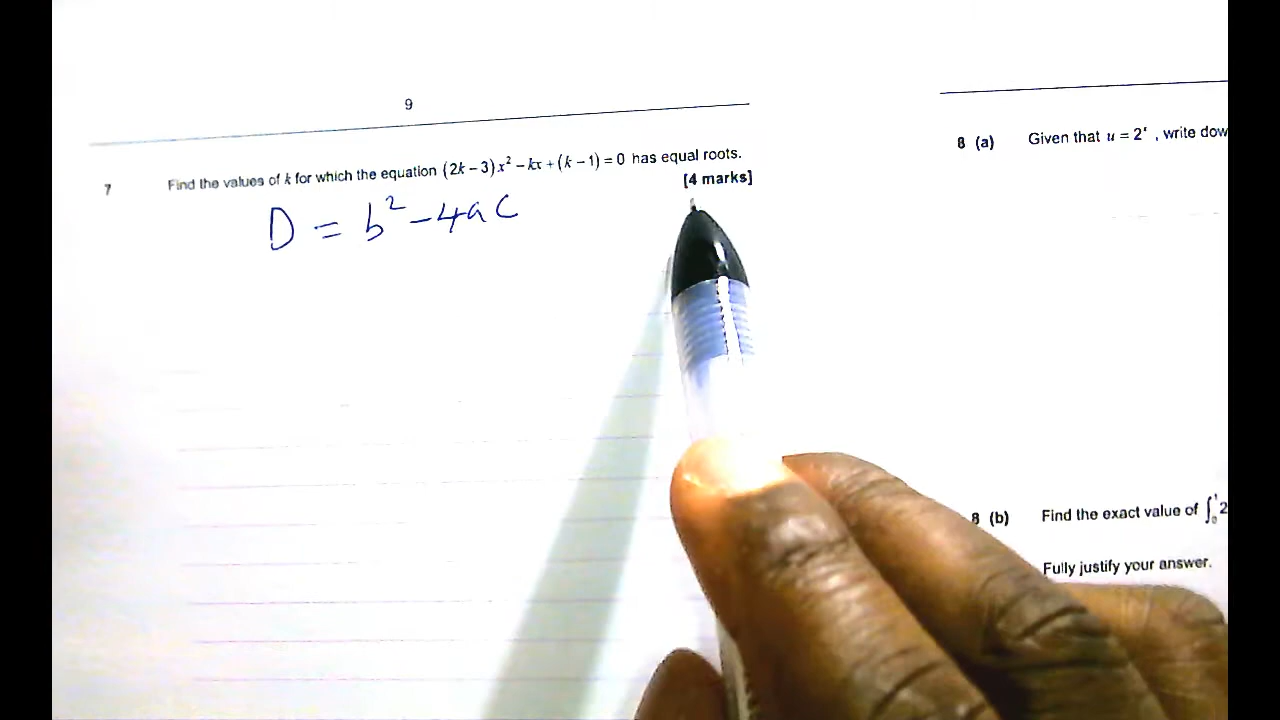 9
7 Find the values of k for which the equation (2k − 3)x² − kx + (k − 1) = 0 has equal roots.
[4 marks]
D = b² − 4ac
8 (a) Given that u = 2ˣ , write
8 (b) Find the exact value of ∫₀¹ 2
Fully justify your answer.